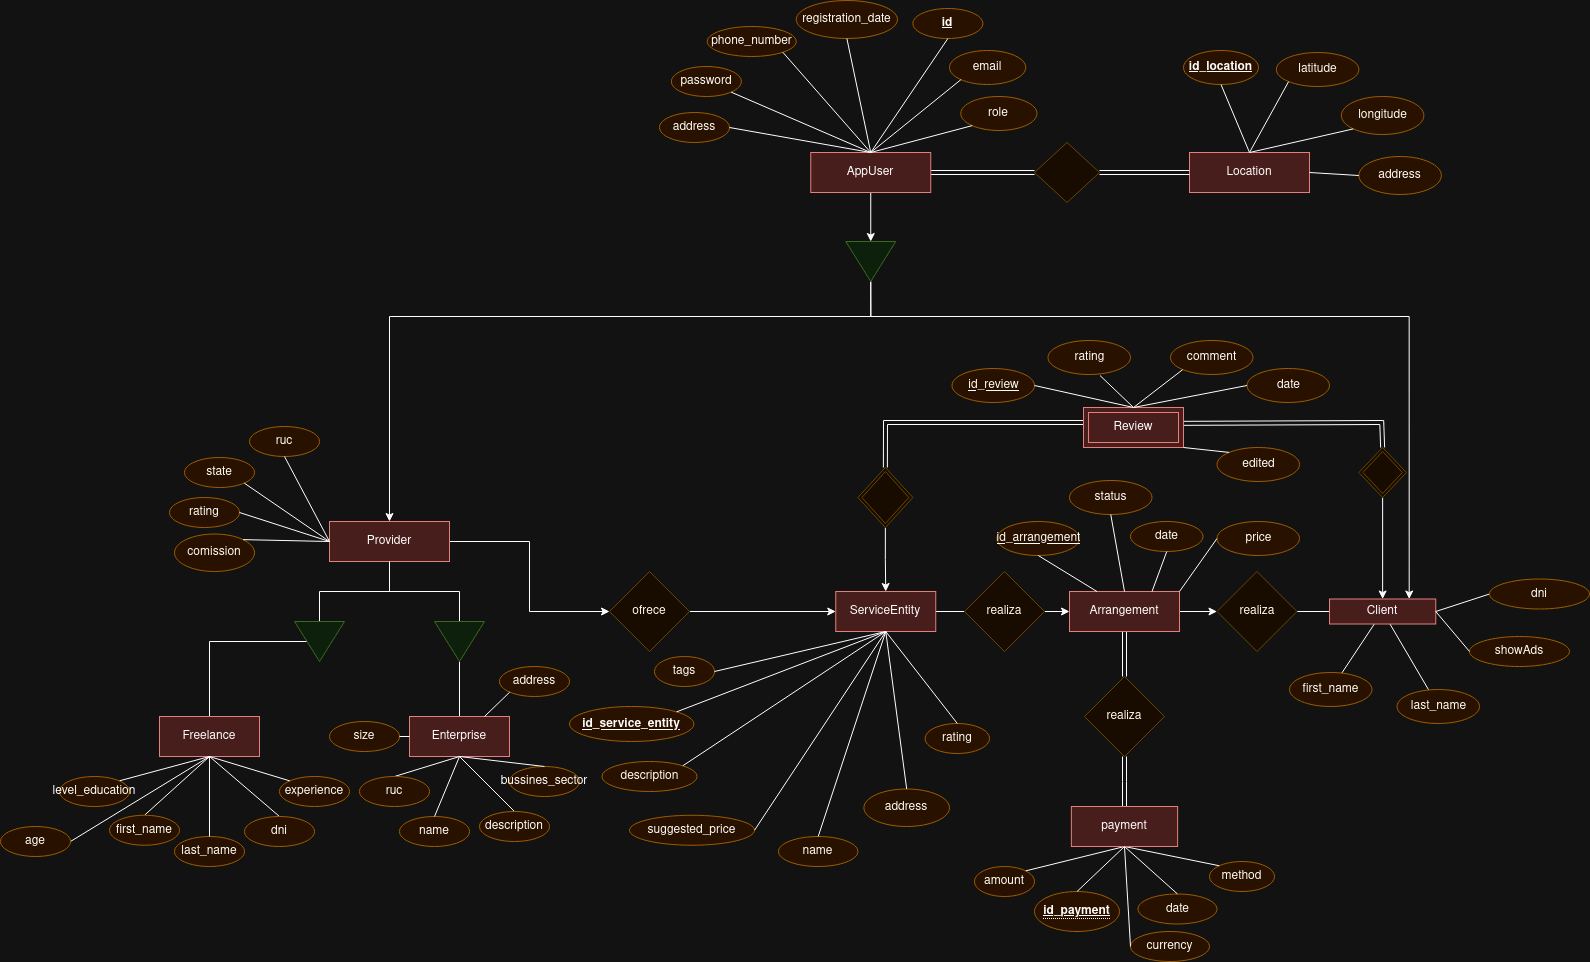 registration_date
id
phone_number
email
id_location
latitude
password
role
longitude
address
AppUser
Location
address
rating
comment
id_review
date
Review
ruc
edited
state
status
rating
id_arrangement
date
price
comission
Provider
ofrece
ServiceEntity
realiza
Arrangement
realiza
Client
dni
tags
showAds
address
first_name
last_name
id_service_entity
realiza
Freelance
size
Enterprise
rating
description
level_education
experience
ruc
bussines_sector
address
age
first_name
last_name
dni
name
description
suggested_price
name
payment
amount
method
id_payment
date
currency